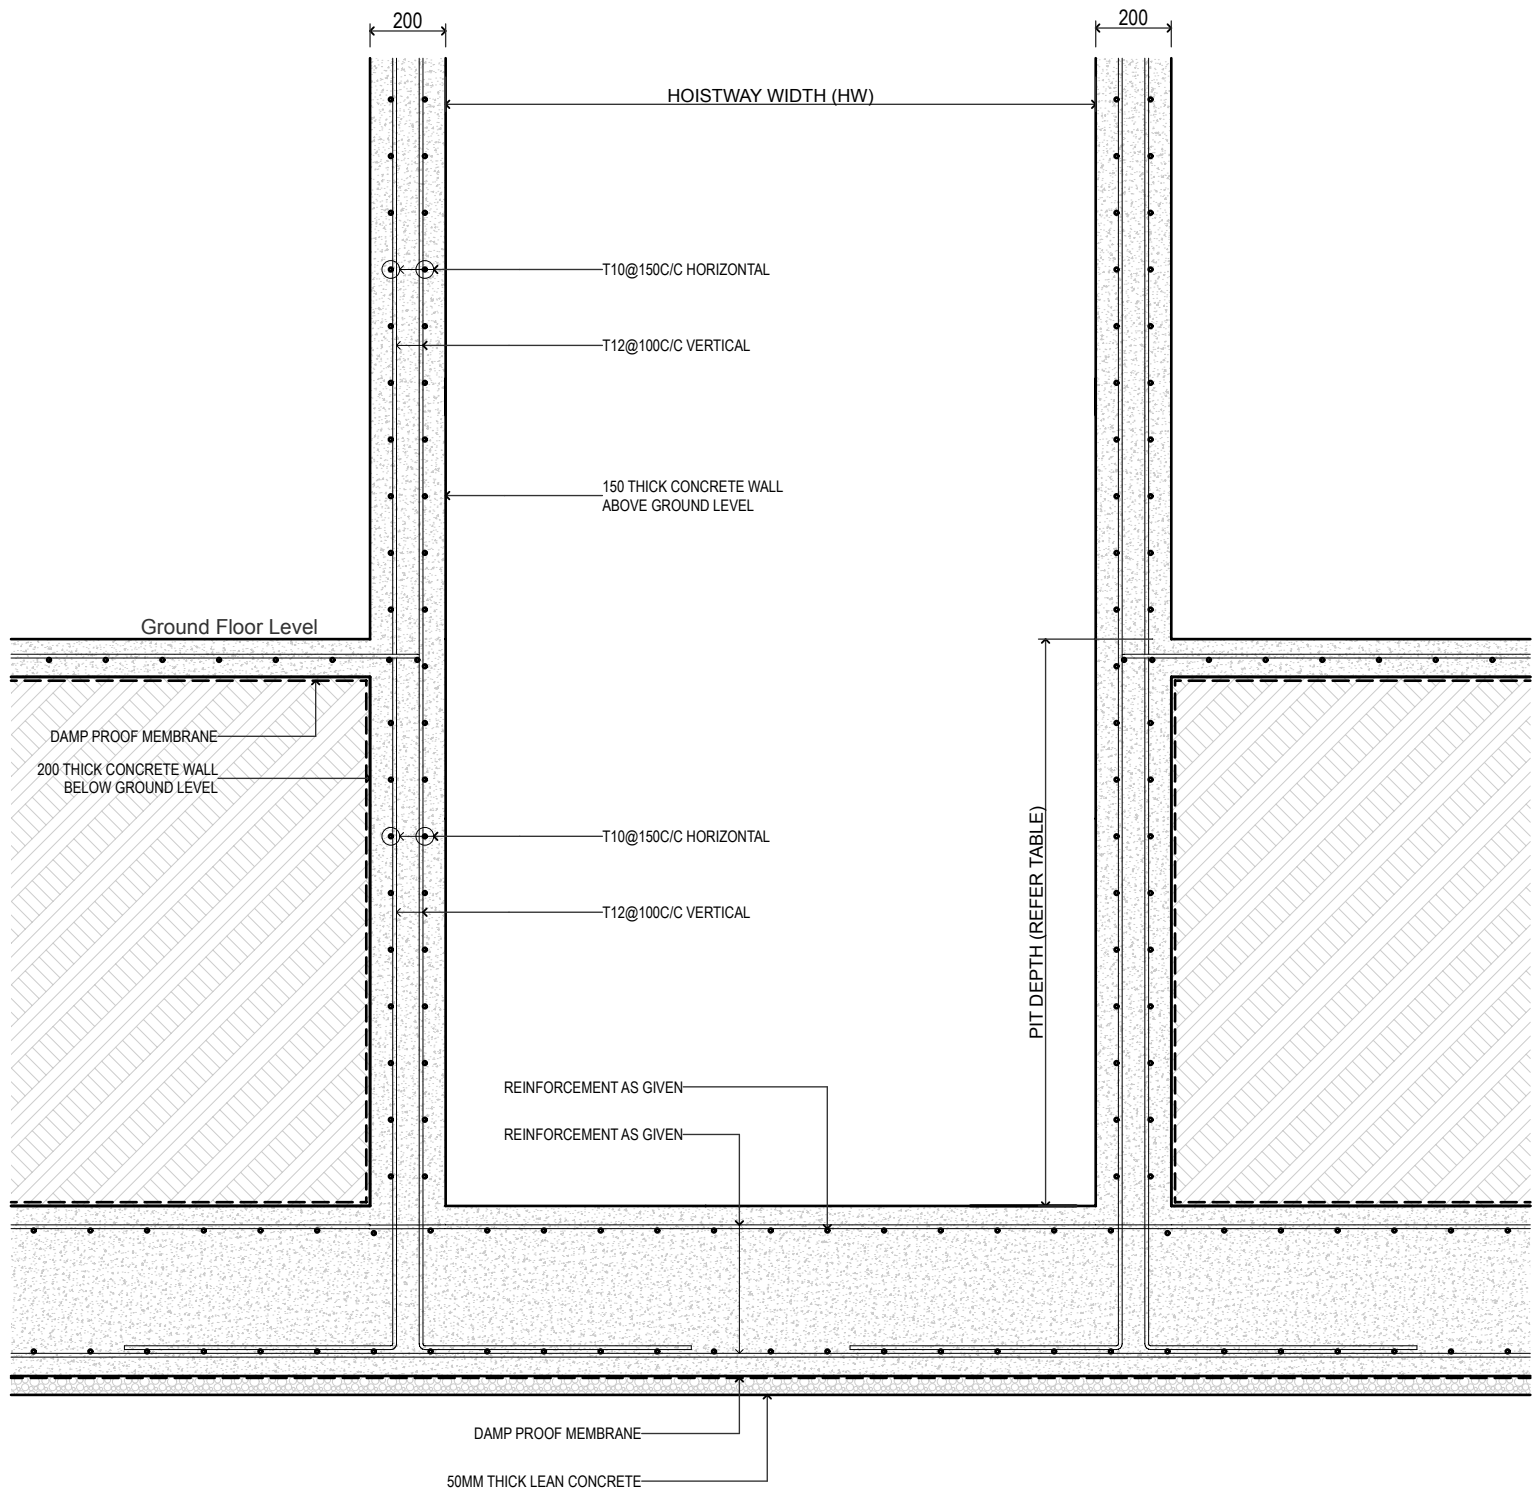 200
200
HOISTWAY WIDTH (HW)
T10@150C/C HORIZONTAL
T12@100C/C VERTICAL
150 THICK CONCRETE WALL
ABOVE GROUND LEVEL
Ground Floor Level
DAMP PROOF MEMBRANE
200 THICK CONCRETE WALL
BELOW GROUND LEVEL
T10@150C/C HORIZONTAL
T12@100C/C VERTICAL
PIT DEPTH (REFER TABLE)
REINFORCEMENT AS GIVEN
REINFORCEMENT AS GIVEN
DAMP PROOF MEMBRANE
50MM THICK LEAN CONCRETE